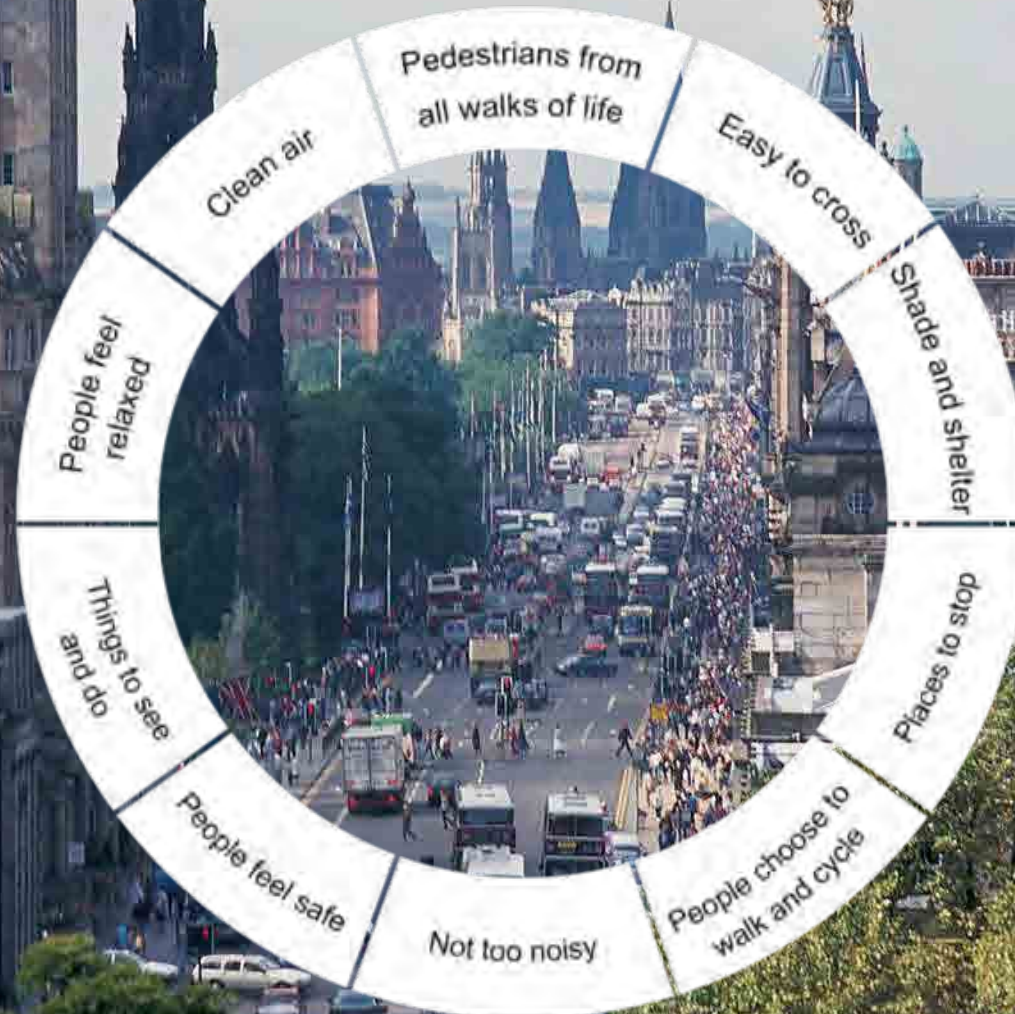 Pedestrians from
all walks of life
Easy to cross
Shade and shelter
Places to stop
People choose to
walk and cycle
Not too noisy
People feel safe
Things to see
and do
People feel
relaxed
Clean air